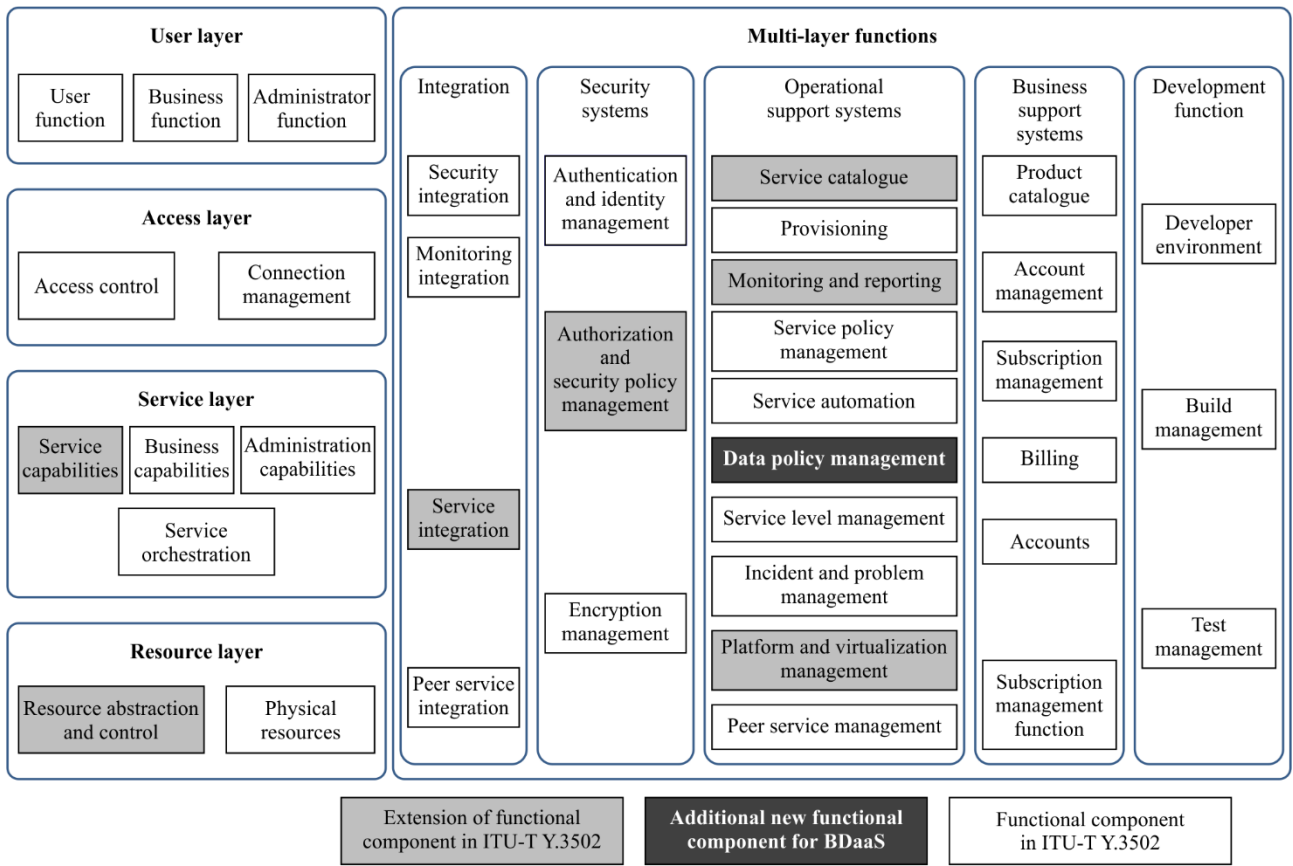 User layer
User
function
Business
function
Administrator
function
Access layer
Access control
Connection
management
Service layer
Service
capabilities
Business
capabilities
Administration
capabilities
Service
orchestration
Resource layer
Resource abstraction
and control
Physical
resources
Multi-layer functions
Integration
Security
integration
Monitoring
integration
Service
integration
Peer service
integration
Security
systems
Authentication
and identity
management
Authorization
and
security policy
management
Encryption
management
Operational
support systems
Service catalogue
Provisioning
Monitoring and reporting
Service policy
management
Service automation
Data policy management
Service level management
Incident and problem
management
Platform and virtualization
management
Peer service management
Business
support
systems
Product
catalogue
Account
management
Subscription
management
Billing
Accounts
Subscription
management
function
Development
function
Developer
environment
Build
management
Test
management
Extension of functional
component in ITU-T Y.3502
Additional new functional
component for BDaaS
Functional component
in ITU-T Y.3502